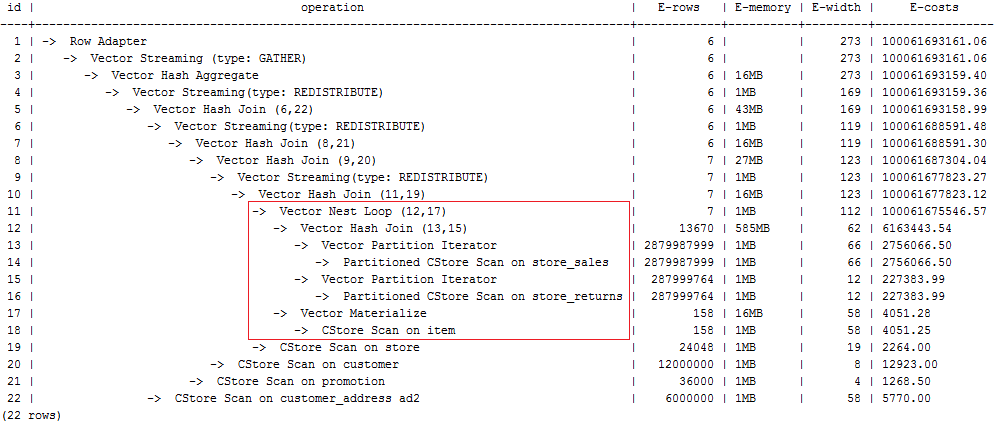 id | operation | E-rows | E-memory | E-width | E-costs
----+--------------------------------------------------------------------------------------+------------+----------+---------+-----------------
1 | -> Row Adapter | 6 | | 273 | 100061693161.06
2 | -> Vector Streaming (type: GATHER) | 6 | | 273 | 100061693161.06
3 | -> Vector Hash Aggregate | 6 | 16MB | 273 | 100061693159.40
4 | -> Vector Streaming(type: REDISTRIBUTE) | 6 | 1MB | 169 | 100061693159.36
5 | -> Vector Hash Join (6,22) | 6 | 43MB | 169 | 100061693158.99
6 | -> Vector Streaming(type: REDISTRIBUTE) | 6 | 1MB | 119 | 100061688591.48
7 | -> Vector Hash Join (8,21) | 6 | 16MB | 119 | 100061688591.30
8 | -> Vector Hash Join (9,20) | 7 | 27MB | 123 | 100061687304.04
9 | -> Vector Streaming(type: REDISTRIBUTE) | 7 | 1MB | 123 | 100061677823.27
10 | -> Vector Hash Join (11,19) | 7 | 16MB | 123 | 100061677823.12
11 | -> Vector Nest Loop (12,17) | 7 | 1MB | 112 | 100061675546.57
12 | -> Vector Hash Join (13,15) | 13670 | 585MB | 62 | 6163443.54
13 | -> Vector Partition Iterator | 2879987999 | 1MB | 66 | 2756066.50
14 | -> Partitioned CStore Scan on store_sales | 2879987999 | 1MB | 66 | 2756066.50
15 | -> Vector Partition Iterator | 287999764 | 1MB | 12 | 227383.99
16 | -> Partitioned CStore Scan on store_returns | 287999764 | 1MB | 12 | 227383.99
17 | -> Vector Materialize | 158 | 16MB | 58 | 4051.28
18 | -> CStore Scan on item | 158 | 1MB | 58 | 4051.25
19 | -> CStore Scan on store | 24048 | 1MB | 19 | 2264.00
20 | -> CStore Scan on customer | 12000000 | 1MB | 8 | 12923.00
21 | -> CStore Scan on promotion | 36000 | 1MB | 4 | 1268.50
22 | -> CStore Scan on customer_address ad2 | 6000000 | 1MB | 58 | 5770.00
(22 rows)